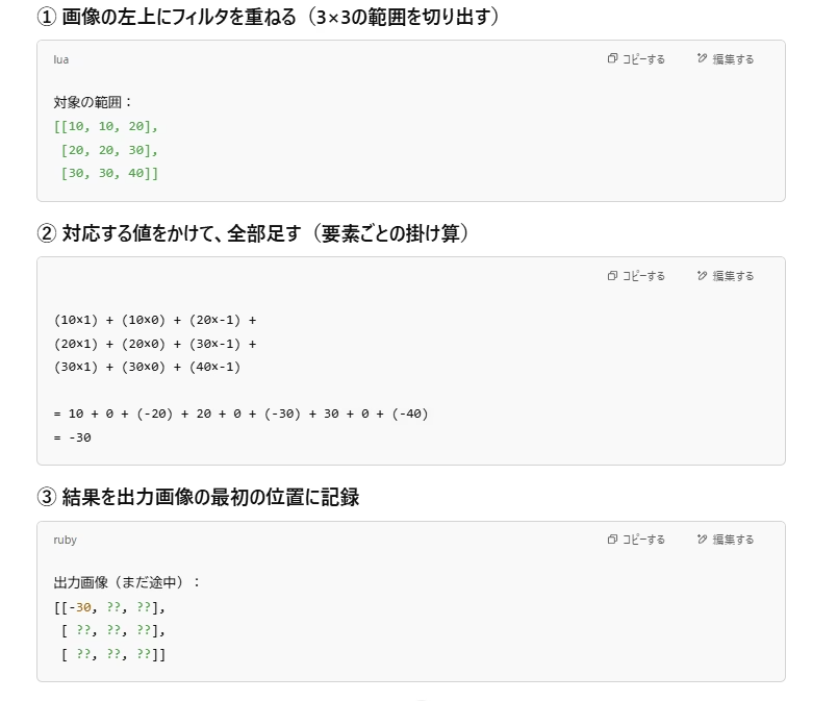 ① 画像の左上にフィルタを重ねる（3×3の範囲を切り出す）
lua
コピーする
編集する
対象の範囲：
[[10, 10, 20],
[20, 20, 30],
[30, 30, 40]]
② 対応する値をかけて、全部足す（要素ごとの掛け算）
コピーする
編集する
(10×1) + (10×0) + (20×-1) +
(20×1) + (20×0) + (30×-1) +
(30×1) + (30×0) + (40×-1)
= 10 + 0 + (-20) + 20 + 0 + (-30) + 30 + 0 + (-40)
= -30
③ 結果を出力画像の最初の位置に記録
ruby
コピーする
編集する
出力画像（まだ途中）：
[[-30, ??, ??],
[ ??, ??, ??],
[ ??, ??, ??]]